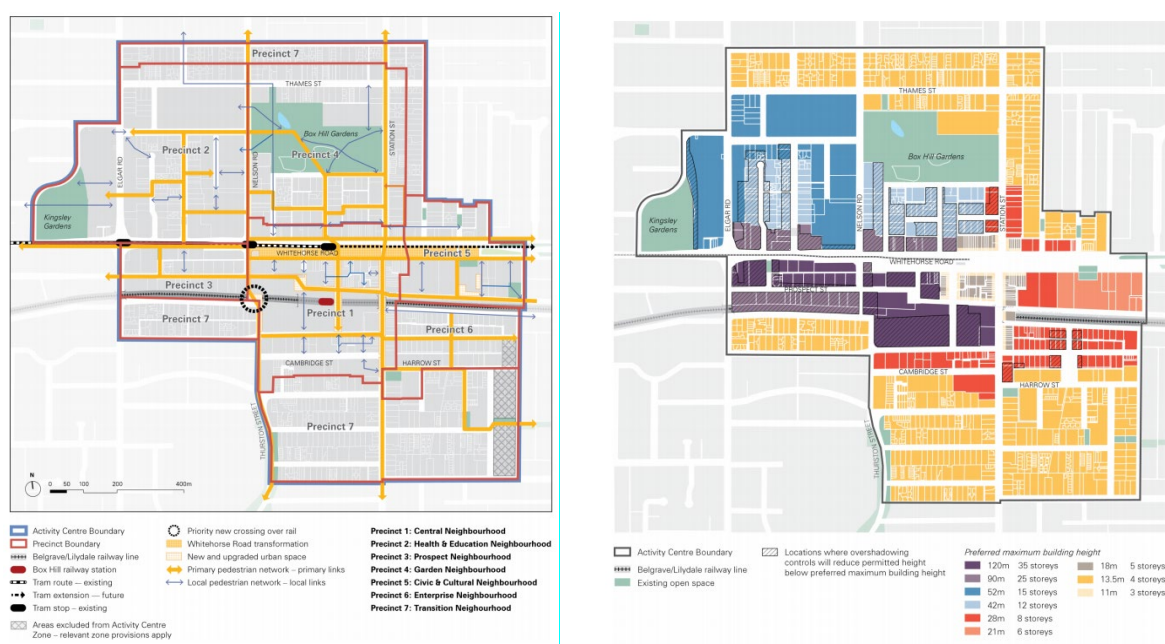 Precinct 7
THAMES ST
Box Hill Gardens
Precinct 2
Precinct 4
ELGAR RD
NELSON RD
STATION ST
Kingsley
Gardens
WHITEHORSE ROAD
Precinct 5
Precinct 3
Precinct 7
Precinct 1
Precinct 6
CAMBRIDGE ST
HARROW ST
Precinct 7
THURSTON STREET
N
0 50 100 200 400m
Activity Centre Boundary
Precinct Boundary
Belgrave/Lilydale railway line
Box Hill railway station
Tram route – existing
Tram extension – future
Tram stop – existing
Areas excluded from Activity Centre
Zone – relevant zone provisions apply
Priority new crossing over rail
Whitehorse Road transformation
New and upgraded urban space
Primary pedestrian network – primary links
Local pedestrian network – local links
Precinct 1: Central Neighbourhood
Precinct 2: Health & Education Neighbourhood
Precinct 3: Prospect Neighbourhood
Precinct 4: Garden Neighbourhood
Precinct 5: Civic & Cultural Neighbourhood
Precinct 6: Enterprise Neighbourhood
Precinct 7: Transition Neighbourhood
THAMES ST
Box Hill Gardens
Kingsley
Gardens
ELGAR RD
NELSON RD
STATION ST
WHITEHORSE ROAD
PROSPECT ST
CAMBRIDGE ST
HARROW ST
THURSTON STREET
Activity Centre Boundary
Belgrave/Lilydale railway line
Existing open space
Locations where overshadowing
controls will reduce permitted height
below preferred maximum building height
Preferred maximum building height
120m 35 storeys
90m 25 storeys
52m 15 storeys
42m 12 storeys
28m 8 storeys
21m 6 storeys
18m 5 storeys
13.5m 4 storeys
11m 3 storeys